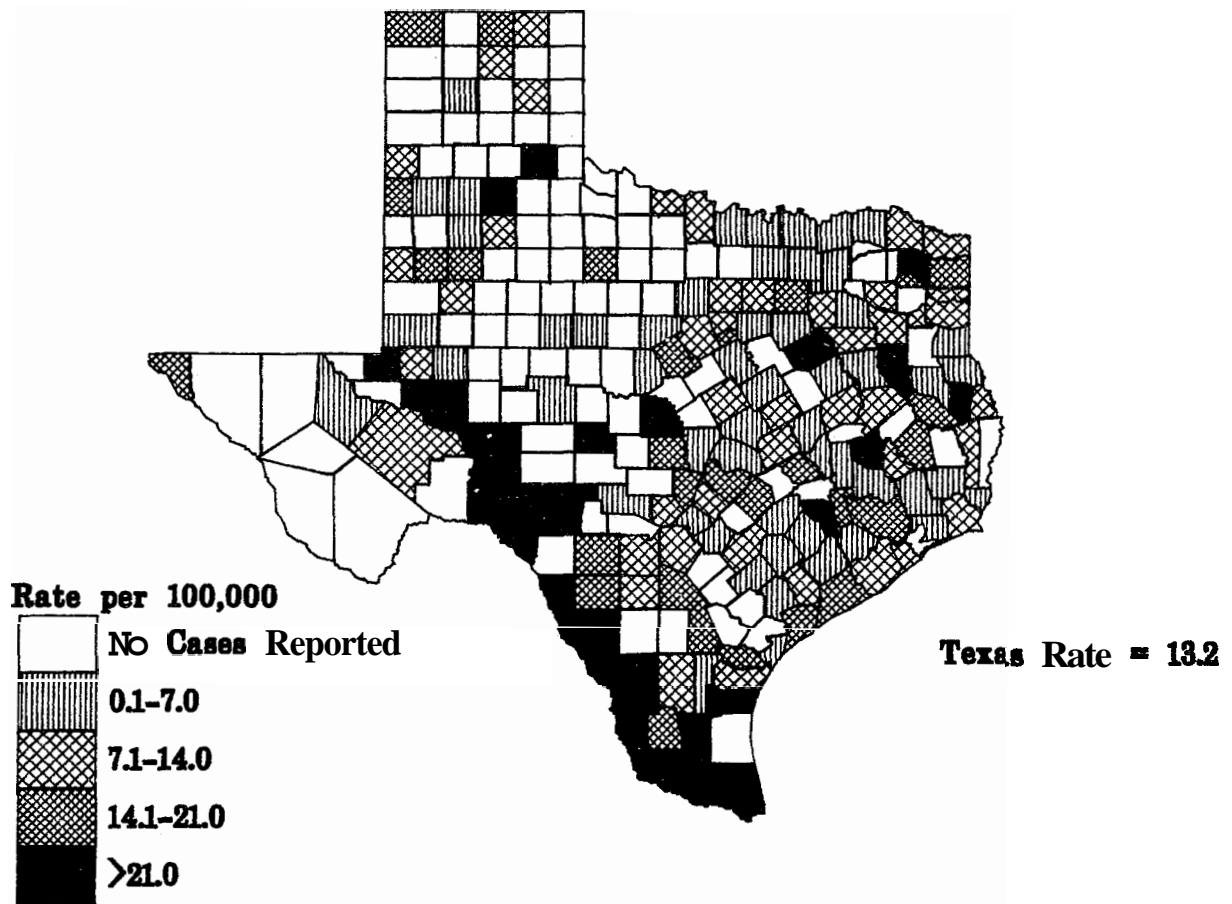 Rate per 100,000
No Cases Reported
0.1-7.0
7.1-14.0
14.1-21.0
>21.0
Texas Rate = 13.2